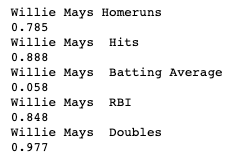 Willie Mays Homeruns
0.785
Willie Mays  Hits
0.888
Willie Mays  Batting Average
0.058
Willie Mays  RBI
0.848
Willie Mays  Doubles
0.977